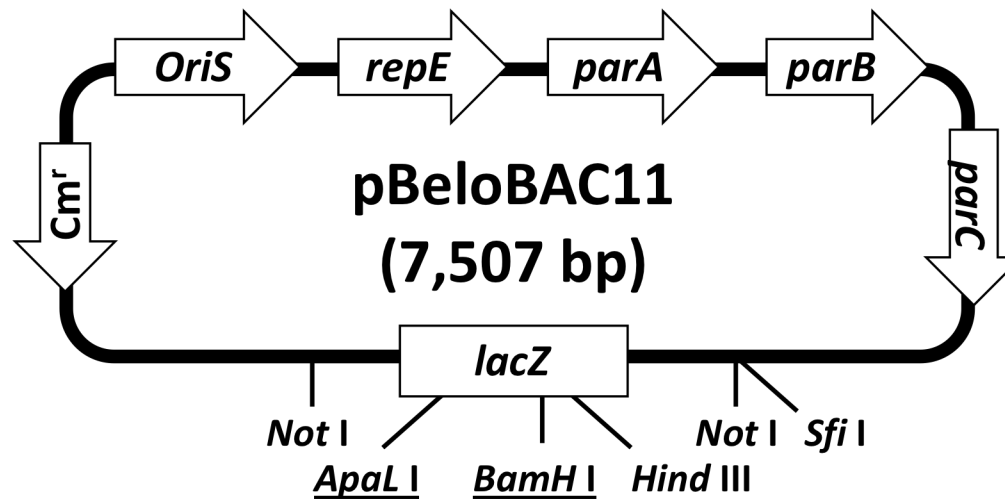 OriS repE parA parB
Cmʳ
parC
pBeloBAC11
(7,507 bp)
lacZ
Not I Not I Sfi I
ApaL I BamH I Hind III